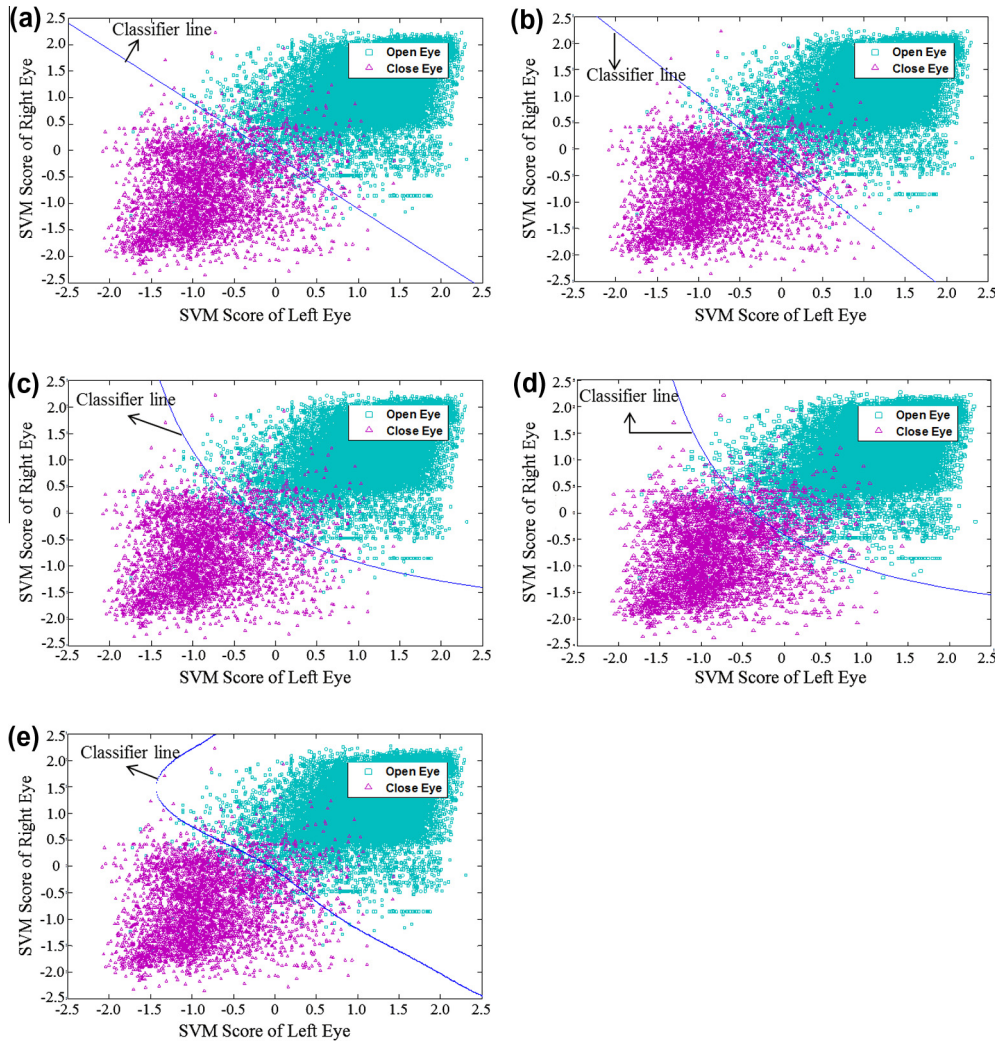 (a)
2.5
2.0
1.5
1.0
0.5
0
-0.5
-1.0
-1.5
-2.0
-2.5
SVM Score of Right Eye
Classifier line
Open Eye
Close Eye
-2.5 -2.0 -1.5 -1.0 -0.5 0 0.5 1.0 1.5 2.0 2.5
SVM Score of Left Eye
(b)
2.5
2.0
1.5
1.0
0.5
0
-0.5
-1.0
-1.5
-2.0
-2.5
SVM Score of Right Eye
Classifier line
Open Eye
Close Eye
-2.5 -2.0 -1.5 -1.0 -0.5 0 0.5 1.0 1.5 2.0 2.5
SVM Score of Left Eye
(c)
2.5
2.0
1.5
1.0
0.5
0
-0.5
-1.0
-1.5
-2.0
-2.5
SVM Score of Right Eye
Classifier line
Open Eye
Close Eye
-2.5 -2.0 -1.5 -1.0 -0.5 0 0.5 1.0 1.5 2.0 2.5
SVM Score of Left Eye
(d)
2.5
2.0
1.5
1.0
0.5
0
-0.5
-1.0
-1.5
-2.0
-2.5
SVM Score of Right Eye
Classifier line
Open Eye
Close Eye
-2.5 -2.0 -1.5 -1.0 -0.5 0 0.5 1.0 1.5 2.0 2.5
SVM Score of Left Eye
(e)
2.5
2.0
1.5
1.0
0.5
0
-0.5
-1.0
-1.5
-2.0
-2.5
SVM Score of Right Eye
Classifier line
Open Eye
Close Eye
-2.5 -2.0 -1.5 -1.0 -0.5 0 0.5 1.0 1.5 2.0 2.5
SVM Score of Left Eye